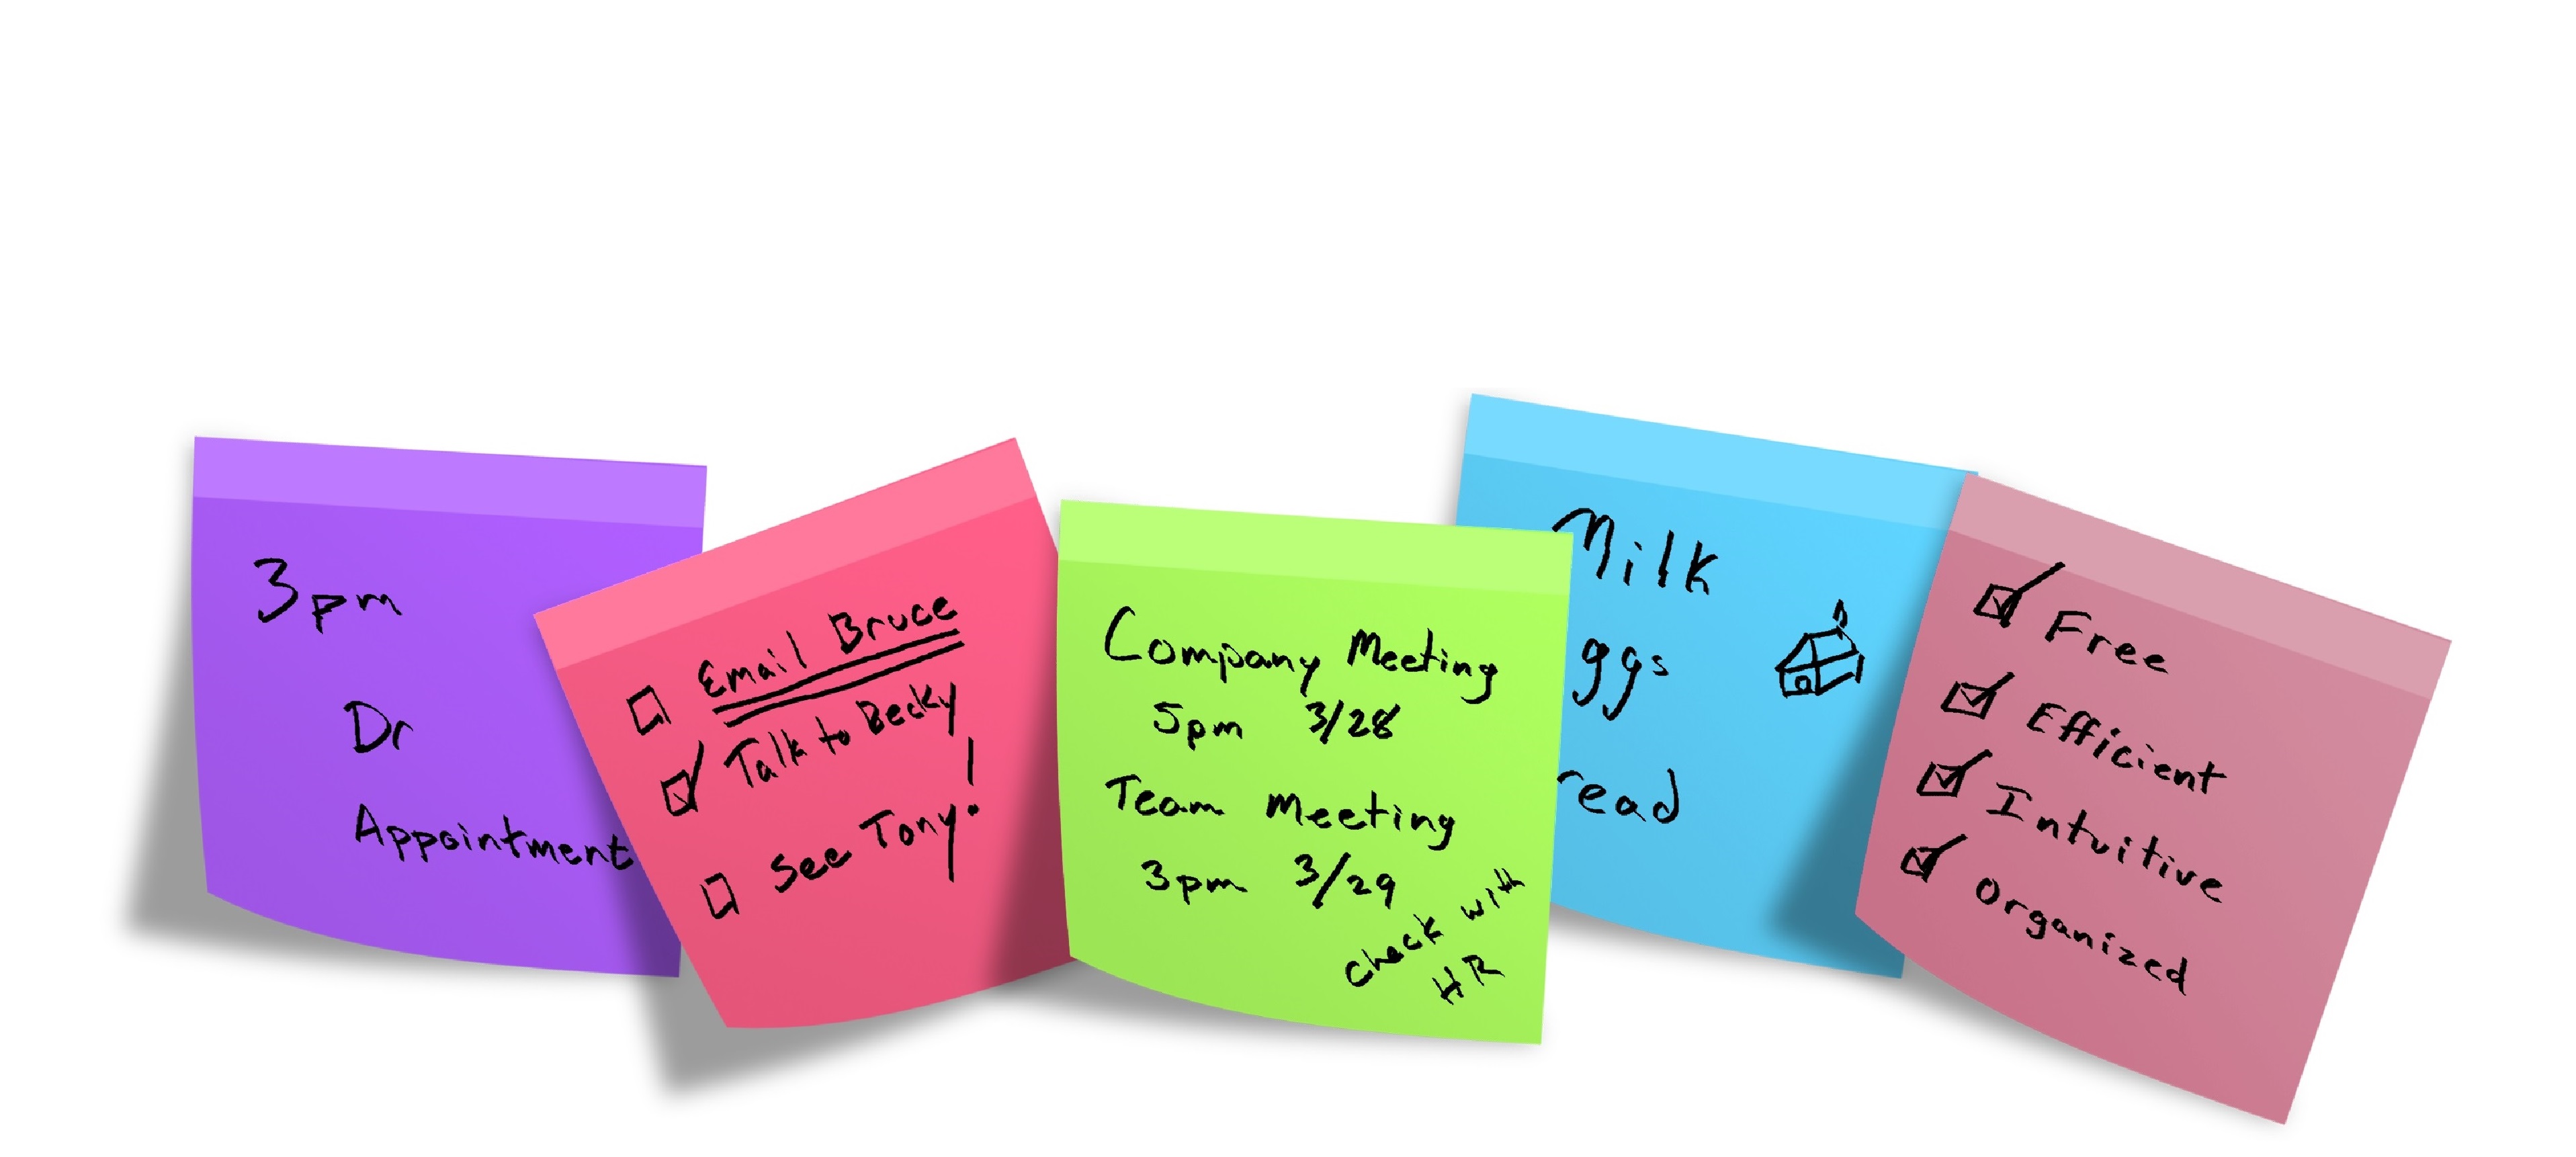 3pm
Dr
Appointment
Email Bruce
Talk to Becky
See Tony!
Company Meeting
5pm 3/28
Team Meeting
3pm 3/29
Check with
HR
Milk
ggs
read
Free
Efficient
Intuitive
Organized